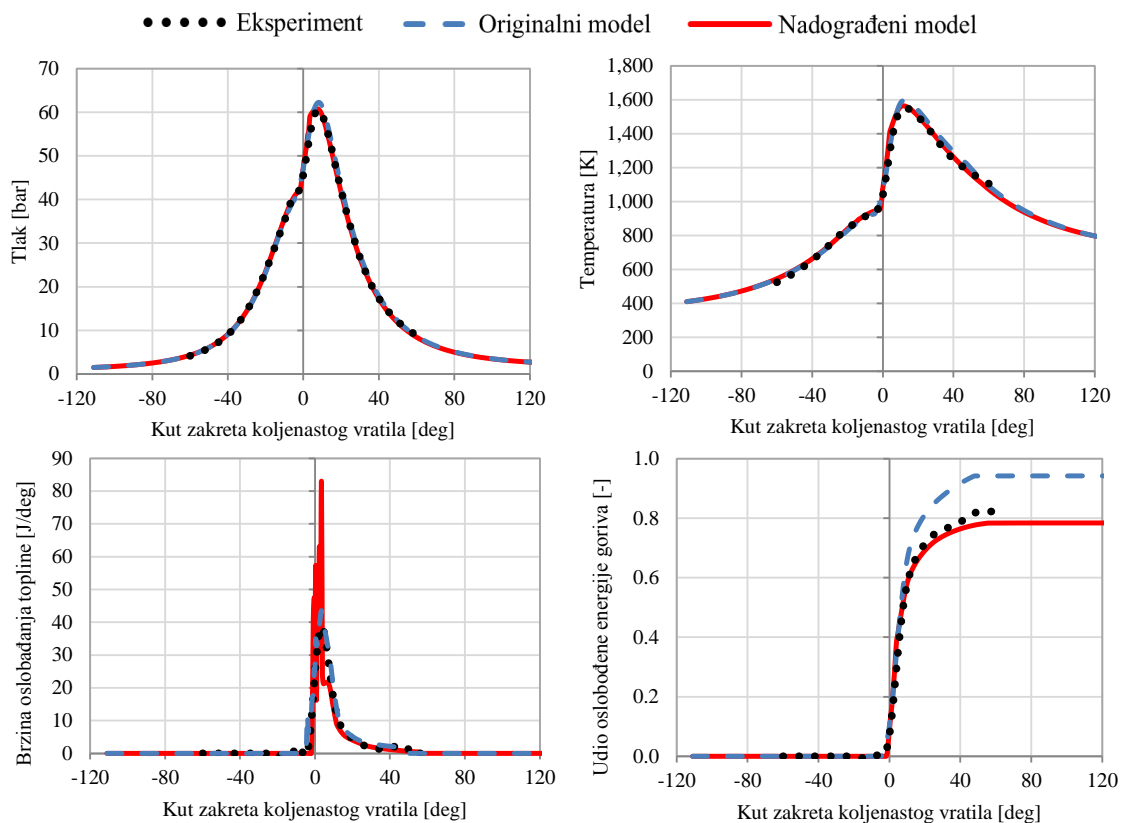 Eksperiment Originalni model Nadograđeni model
Tlak [bar]
70
60
50
40
30
20
10
0
-120 -80 -40 0 40 80 120
Kut zakreta koljenastog vratila [deg]
Temperatura [K]
1,800
1,600
1,400
1,200
1,000
800
600
400
200
0
-120 -80 -40 0 40 80 120
Kut zakreta koljenastog vratila [deg]
Brzina oslobađanja topline [J/deg]
90
80
70
60
50
40
30
20
10
0
-120 -80 -40 0 40 80 120
Kut zakreta koljenastog vratila [deg]
Udio oslobođene energije goriva [-]
1.0
0.8
0.6
0.4
0.2
0.0
-120 -80 -40 0 40 80 120
Kut zakreta koljenastog vratila [deg]